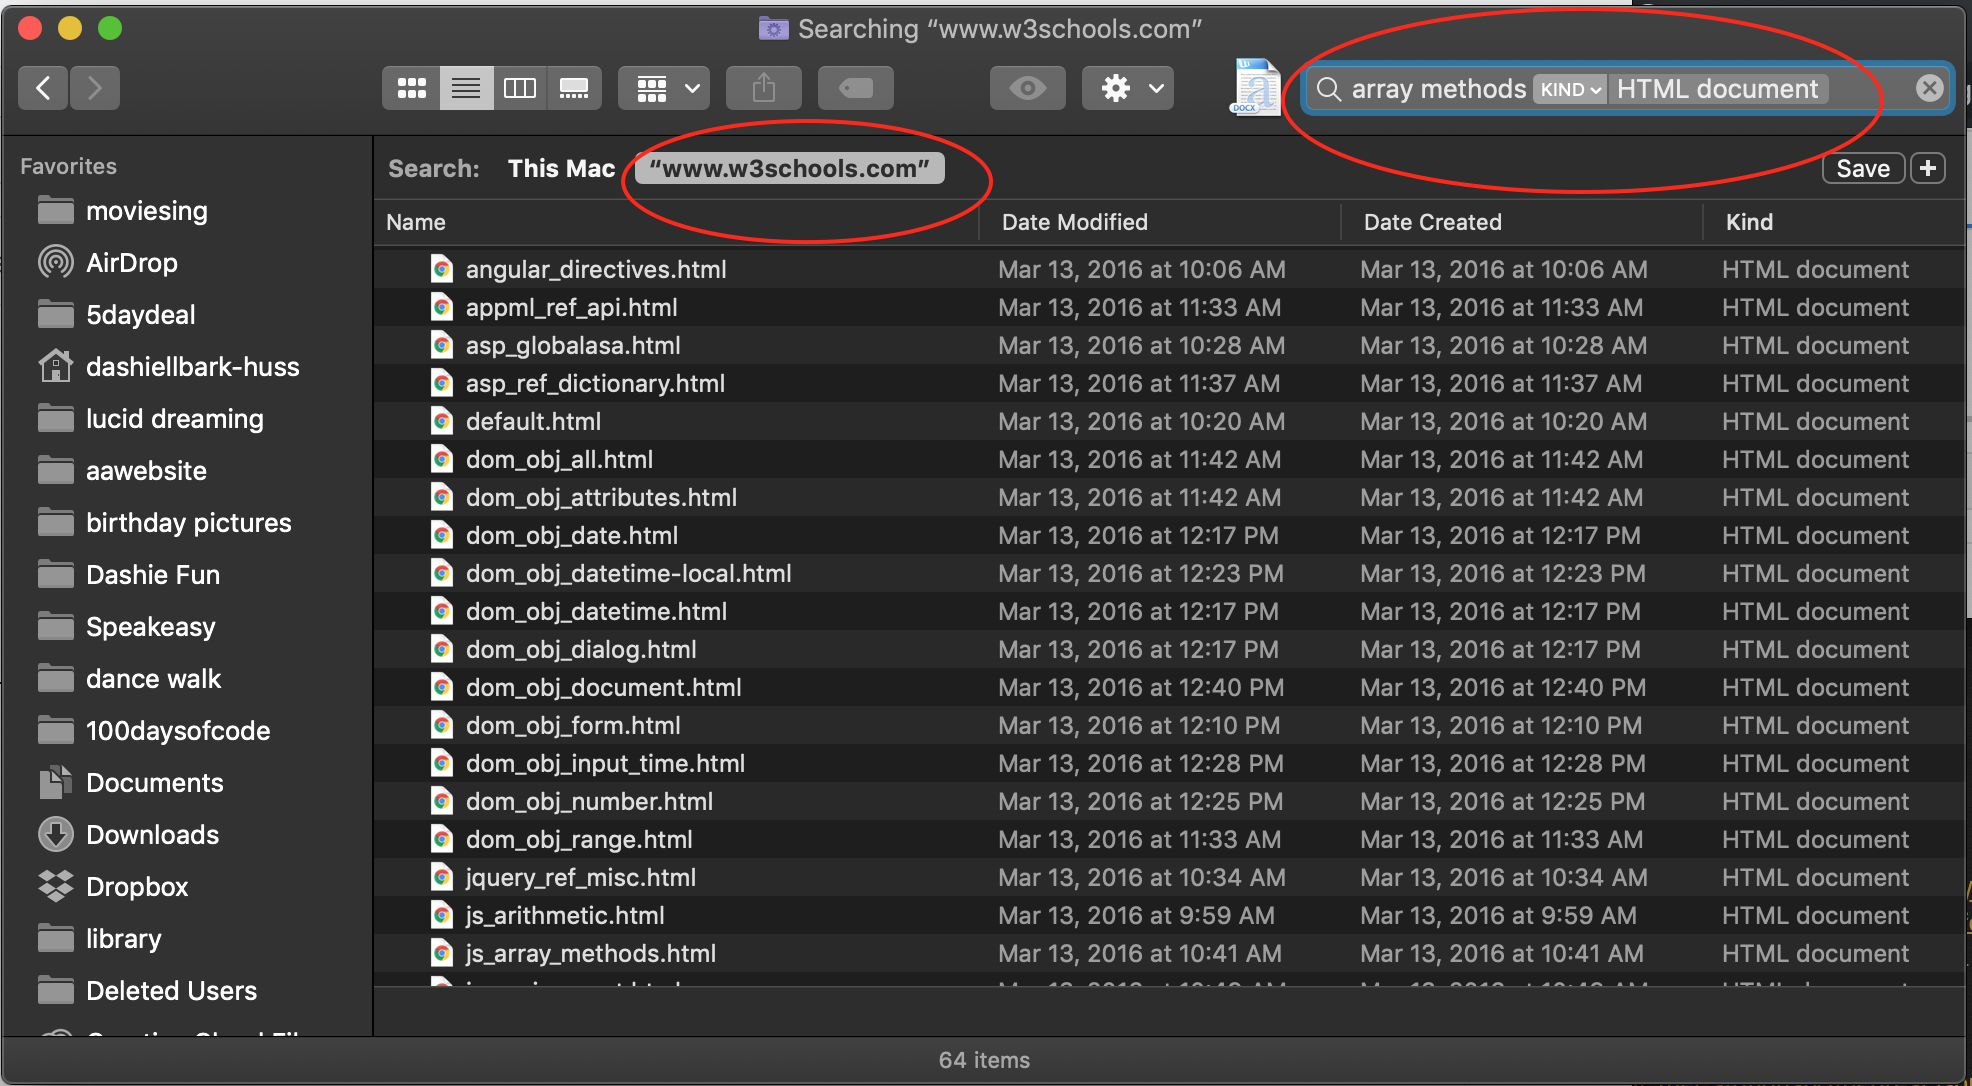 Searching “www.w3schools.com”
DOCX
array methods KIND HTML document
Favorites
moviesing
AirDrop
5daydeal
dashiellbark-huss
lucid dreaming
aawebsite
birthday pictures
Dashie Fun
Speakeasy
dance walk
100daysofcode
Documents
Downloads
Dropbox
library
Deleted Users
Search: This Mac “www.w3schools.com” Save +
Name Date Modified Date Created Kind
angular_directives.html Mar 13, 2016 at 10:06 AM Mar 13, 2016 at 10:06 AM HTML document
appml_ref_api.html Mar 13, 2016 at 11:33 AM Mar 13, 2016 at 11:33 AM HTML document
asp_globalasa.html Mar 13, 2016 at 10:28 AM Mar 13, 2016 at 10:28 AM HTML document
asp_ref_dictionary.html Mar 13, 2016 at 11:37 AM Mar 13, 2016 at 11:37 AM HTML document
default.html Mar 13, 2016 at 10:20 AM Mar 13, 2016 at 10:20 AM HTML document
dom_obj_all.html Mar 13, 2016 at 11:42 AM Mar 13, 2016 at 11:42 AM HTML document
dom_obj_attributes.html Mar 13, 2016 at 11:42 AM Mar 13, 2016 at 11:42 AM HTML document
dom_obj_date.html Mar 13, 2016 at 12:17 PM Mar 13, 2016 at 12:17 PM HTML document
dom_obj_datetime-local.html Mar 13, 2016 at 12:23 PM Mar 13, 2016 at 12:23 PM HTML document
dom_obj_datetime.html Mar 13, 2016 at 12:17 PM Mar 13, 2016 at 12:17 PM HTML document
dom_obj_dialog.html Mar 13, 2016 at 12:17 PM Mar 13, 2016 at 12:17 PM HTML document
dom_obj_document.html Mar 13, 2016 at 12:40 PM Mar 13, 2016 at 12:40 PM HTML document
dom_obj_form.html Mar 13, 2016 at 12:10 PM Mar 13, 2016 at 12:10 PM HTML document
dom_obj_input_time.html Mar 13, 2016 at 12:28 PM Mar 13, 2016 at 12:28 PM HTML document
dom_obj_number.html Mar 13, 2016 at 12:25 PM Mar 13, 2016 at 12:25 PM HTML document
dom_obj_range.html Mar 13, 2016 at 11:33 AM Mar 13, 2016 at 11:33 AM HTML document
jquery_ref_misc.html Mar 13, 2016 at 10:34 AM Mar 13, 2016 at 10:34 AM HTML document
js_arithmetic.html Mar 13, 2016 at 9:59 AM Mar 13, 2016 at 9:59 AM HTML document
js_array_methods.html Mar 13, 2016 at 10:41 AM Mar 13, 2016 at 10:41 AM HTML document
64 items